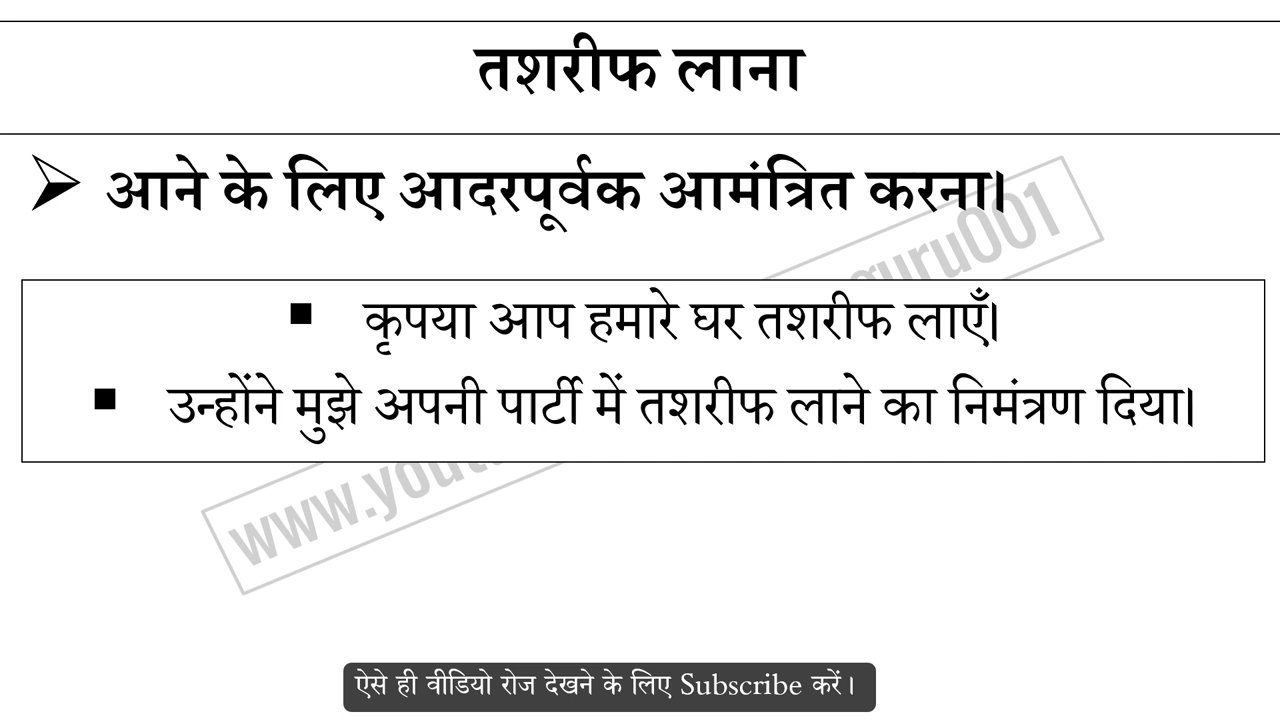 तशरीफ लाना
आने के लिए आदरपूर्वक आमंत्रित करना।
कृपया आप हमारे घर तशरीफ लाएँ।
उन्होंने मुझे अपनी पार्टी में तशरीफ लाने का निमंत्रण दिया।
ऐसे ही वीडियो रोज देखने के लिए Subscribe करें।